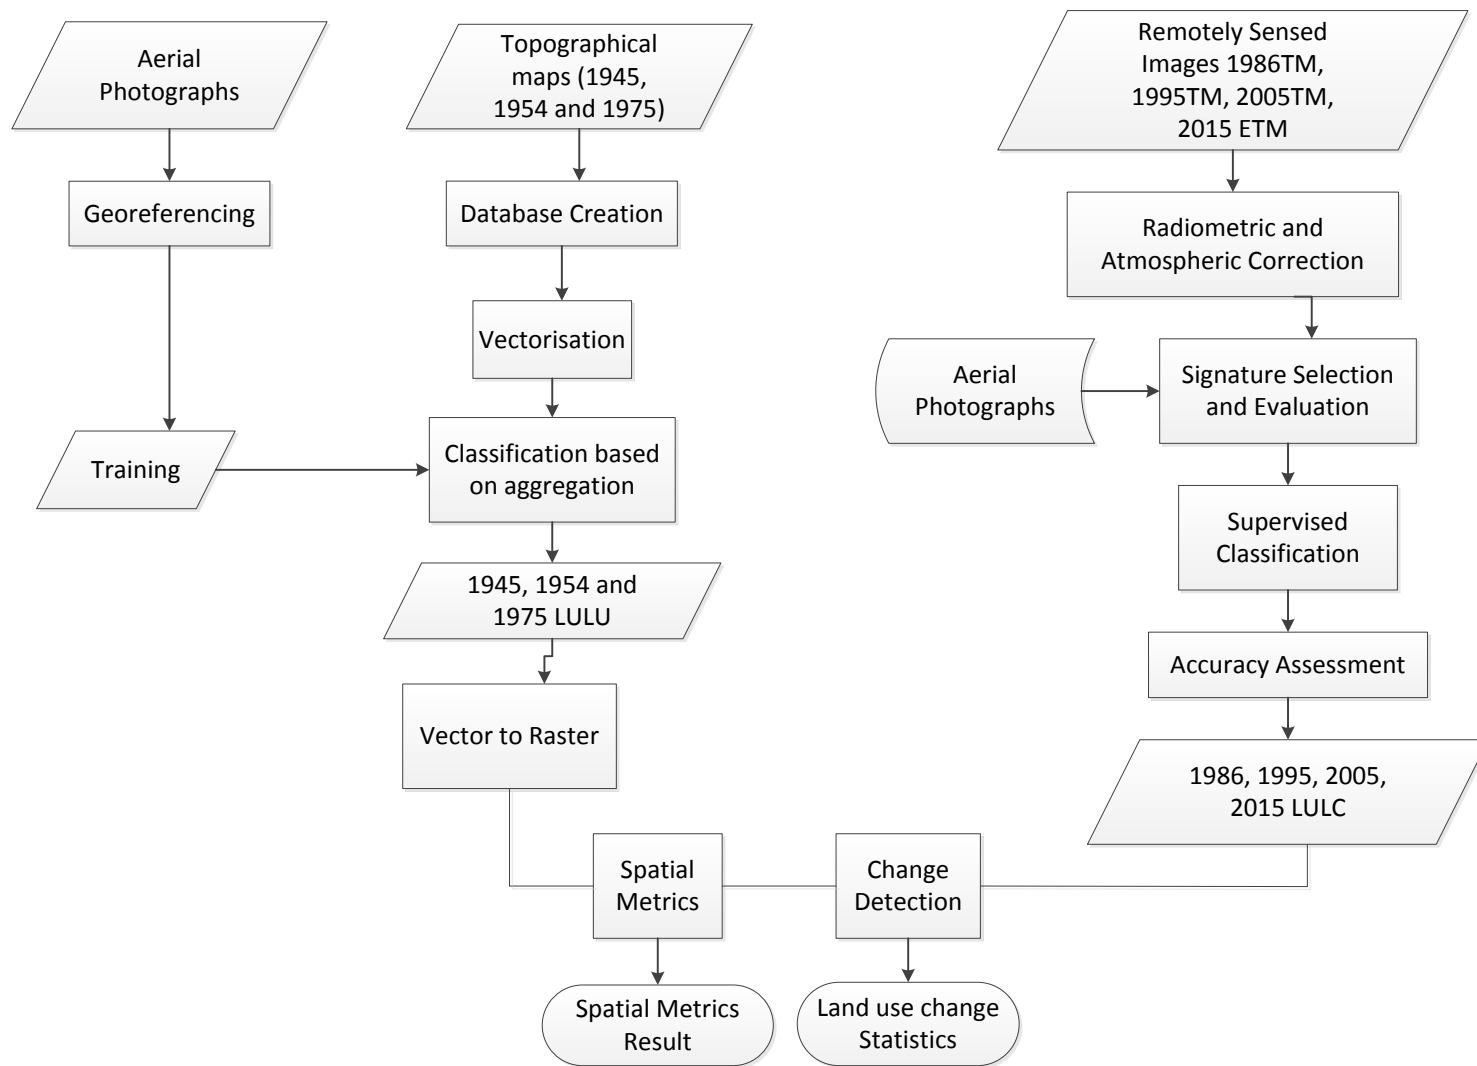 Aerial
Photographs
Topographical
maps (1945,
1954 and 1975)
Remotely Sensed
Images 1986TM,
1995TM, 2005TM,
2015 ETM
Georeferencing
Database Creation
Radiometric and
Atmospheric Correction
Vectorisation
Aerial
Photographs
Signature Selection
and Evaluation
Training
Classification based
on aggregation
Supervised
Classification
1945, 1954 and
1975 LULU
Accuracy Assessment
Vector to Raster
1986, 1995, 2005,
2015 LULC
Spatial
Metrics
Change
Detection
Spatial Metrics
Result
Land use change
Statistics